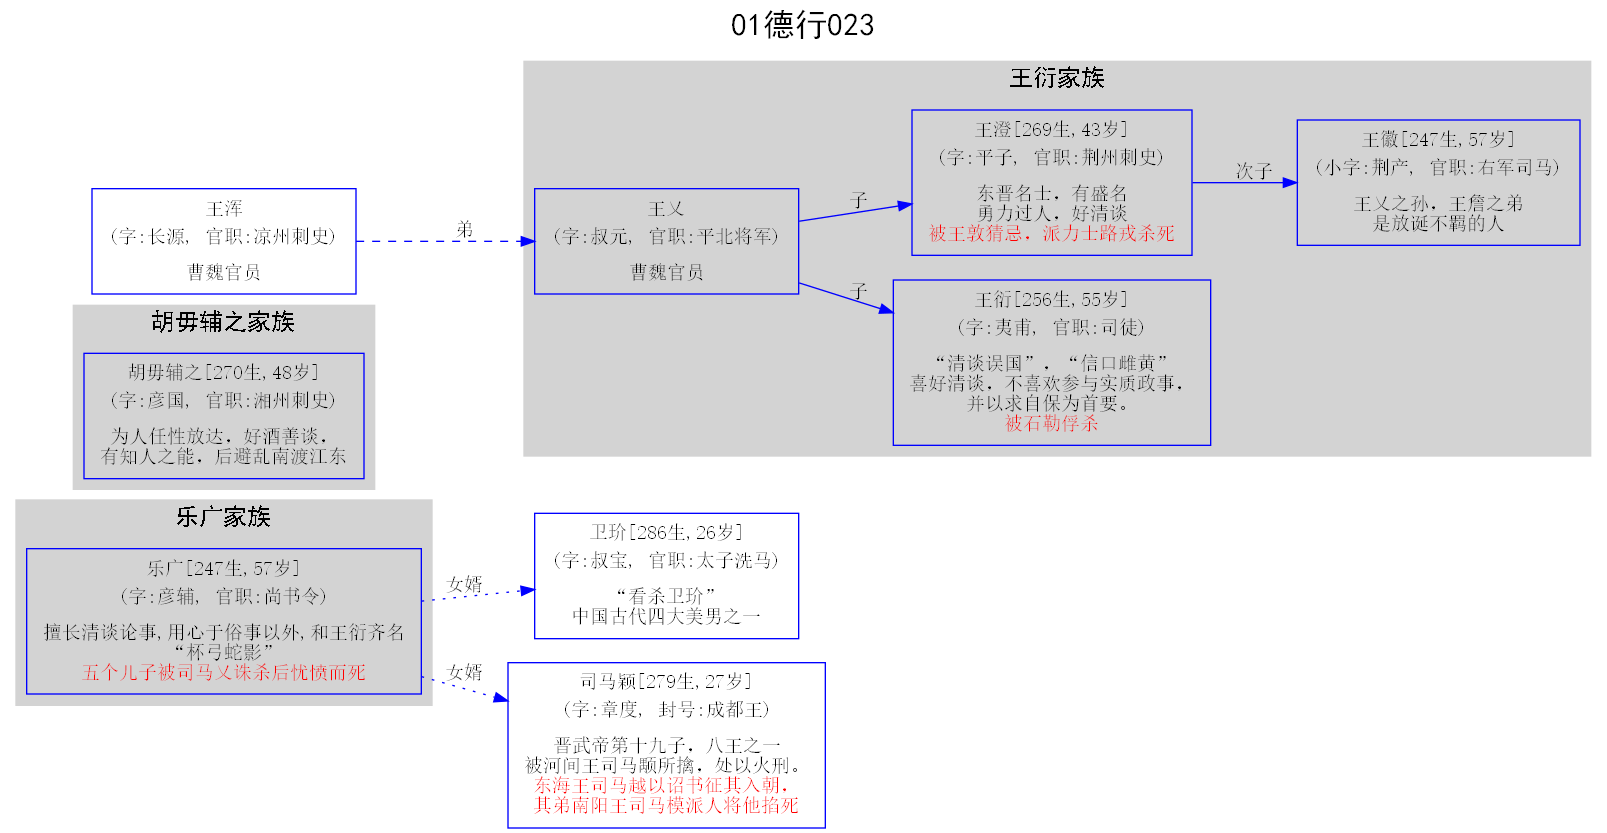 01德行023
王衍家族
王浑
(字:长源, 官职:凉州刺史)
曹魏官员
弟
王乂
(字:叔元, 官职:平北将军)
曹魏官员
子
王澄[269生,43岁]
(字:平子, 官职:荆州刺史)
东晋名士，有盛名
勇力过人，好清谈
被王敦猜忌，派力士路戎杀死
次子
王徽[247生,57岁]
(小字:荆产, 官职:右军司马)
王乂之孙，王詹之弟
是放诞不羁的人
子
王衍[256生,55岁]
(字:夷甫, 官职:司徒)
“清谈误国”，“信口雌黄”
喜好清谈，不喜欢参与实质政事，
并以求自保为首要。
被石勒俘杀
胡毋辅之家族
胡毋辅之[270生,48岁]
(字:彦国, 官职:湘州刺史)
为人任性放达，好酒善谈，
有知人之能，后避乱南渡江东
乐广家族
乐广[247生,57岁]
(字:彦辅, 官职:尚书令)
擅长清谈论事,用心于俗事以外,和王衍齐名
“杯弓蛇影”
五个儿子被司马乂诛杀后忧愤而死
女婿
卫玠[286生,26岁]
(字:叔宝, 官职:太子洗马)
“看杀卫玠”
中国古代四大美男之一
女婿
司马颖[279生,27岁]
(字:章度, 封号:成都王)
晋武帝第十九子，八王之一
被河间王司马颙所擒，处以火刑。
东海王司马越以诏书征其入朝，
其弟南阳王司马模派人将他掐死